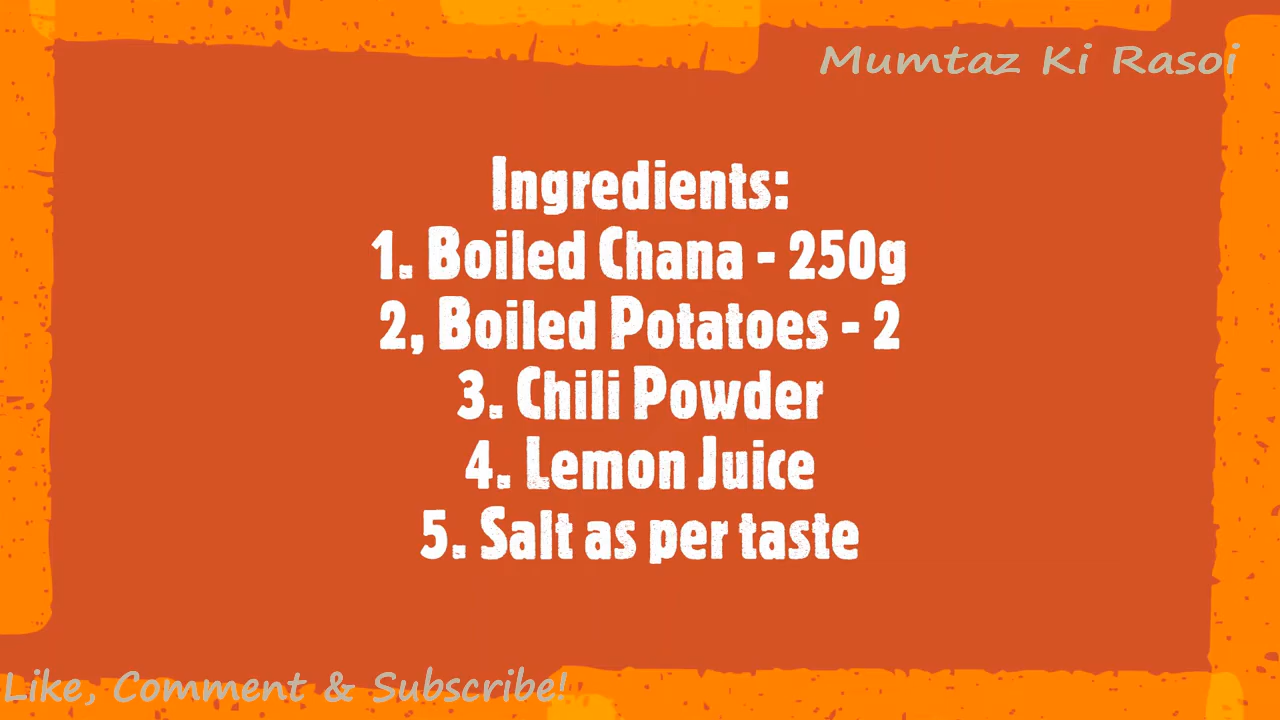 Mumtaz Ki Rasoi
Ingredients:
1. Boiled Chana - 250g
2, Boiled Potatoes - 2
3. Chili Powder
4. Lemon Juice
5. Salt as per taste
Like, Comment & Subscribe!